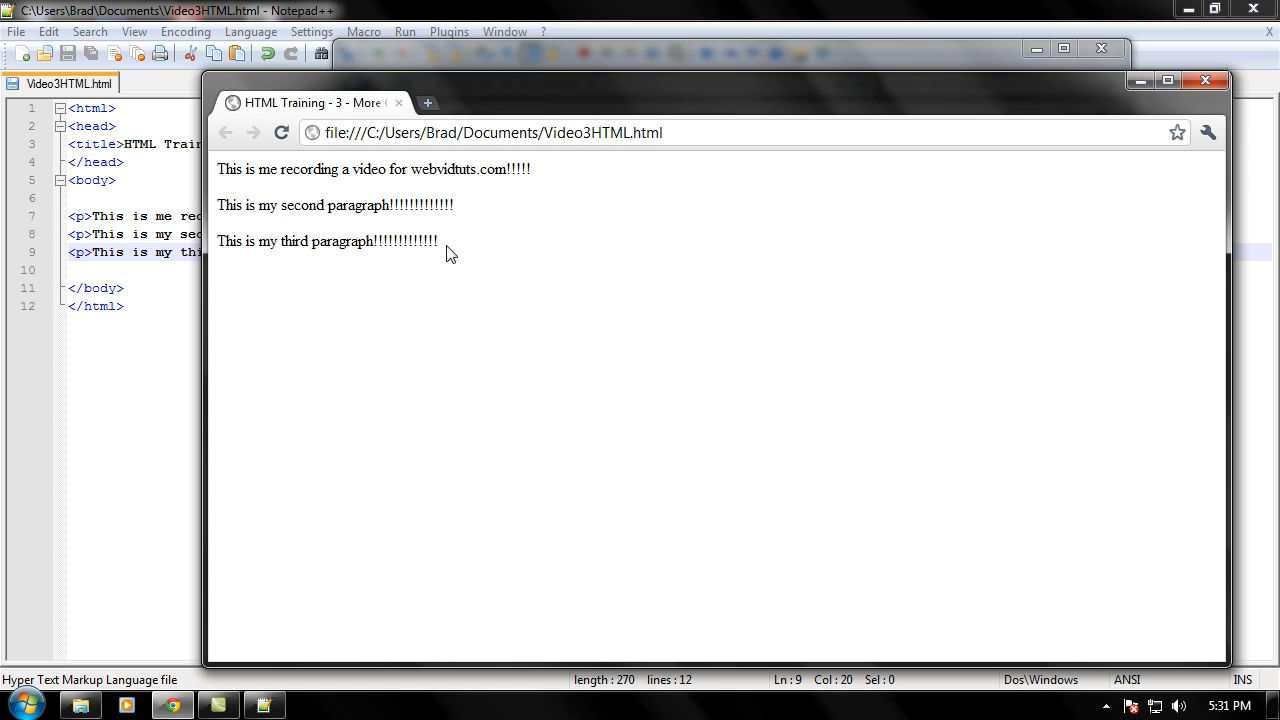 C:\Users\Brad\Documents\Video3HTML.html - Notepad++
File Edit Search View Encoding Language Settings Macro Run Plugins Window ? X
Video3HTML.html
HTML Training - 3 - More
file:///C:/Users/Brad/Documents/Video3HTML.html
This is me recording a video for webvidtuts.com!!!!!
This is my second paragraph!!!!!!!!!!!!!
This is my third paragraph!!!!!!!!!!!!!
1 <html>
2 <head>
3 <title>HTML Train
4 </head>
5 <body>
6
7 <p>This is me rec
8 <p>This is my sec
9 <p>This is my thi
10
11 </body>
12 </html>
Hyper Text Markup Language file length : 270 lines : 12 Ln : 9 Col : 20 Sel : 0 Dos\Windows ANSI INS
5:31 PM